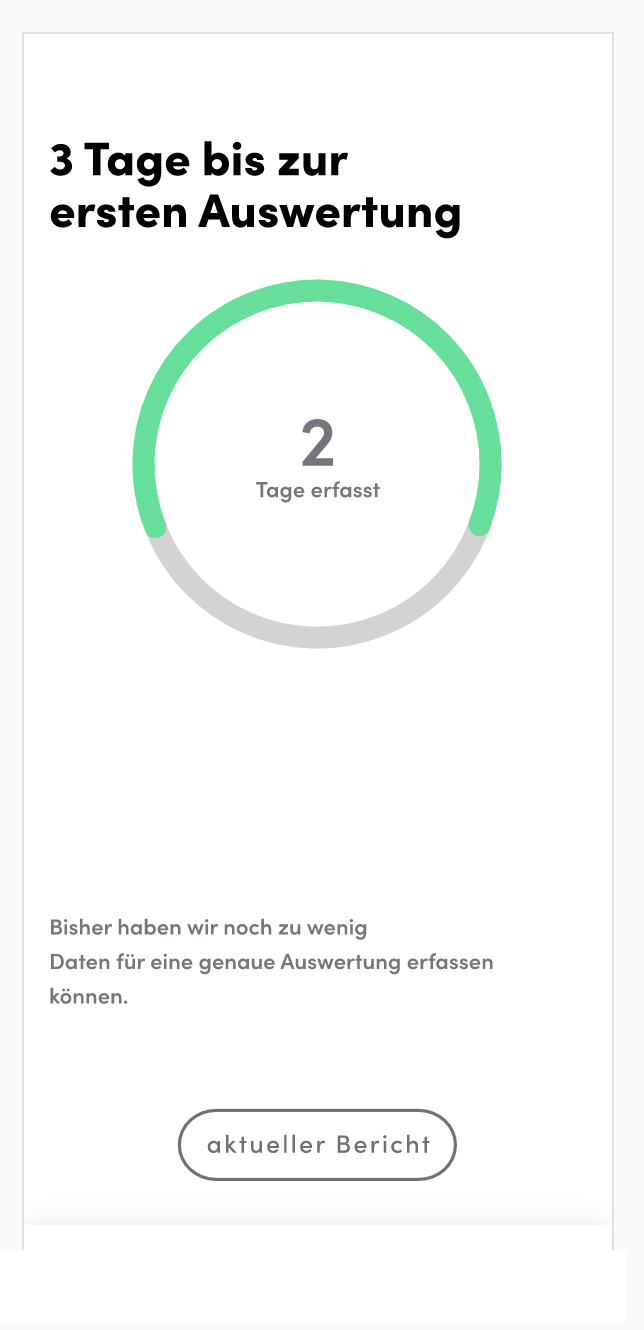 3 Tage bis zur
ersten Auswertung
2
Tage erfasst
Bisher haben wir noch zu wenig
Daten für eine genaue Auswertung erfassen
können.
aktueller Bericht